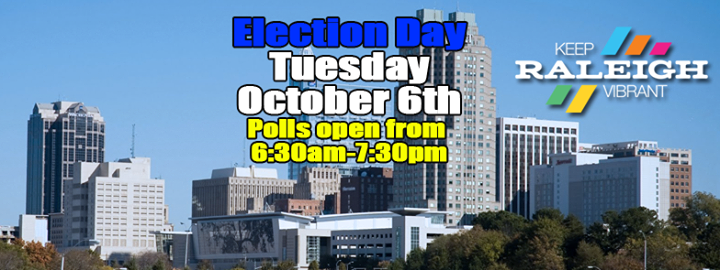 Election Day
Tuesday
October 6th
Polls open from
6:30am-7:30pm
KEEP
RALEIGH
VIBRANT